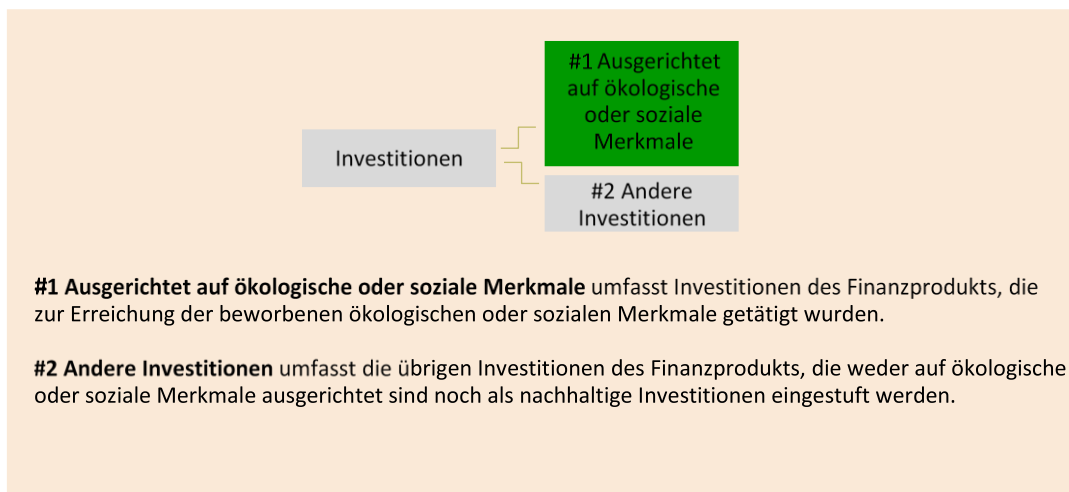 #1 Ausgerichtet
auf ökologische
oder soziale
Merkmale
Investitionen
#2 Andere
Investitionen
#1 Ausgerichtet auf ökologische oder soziale Merkmale umfasst Investitionen des Finanzprodukts, die
zur Erreichung der beworbenen ökologischen oder sozialen Merkmale getätigt wurden.
#2 Andere Investitionen umfasst die übrigen Investitionen des Finanzprodukts, die weder auf ökologische
oder soziale Merkmale ausgerichtet sind noch als nachhaltige Investitionen eingestuft werden.